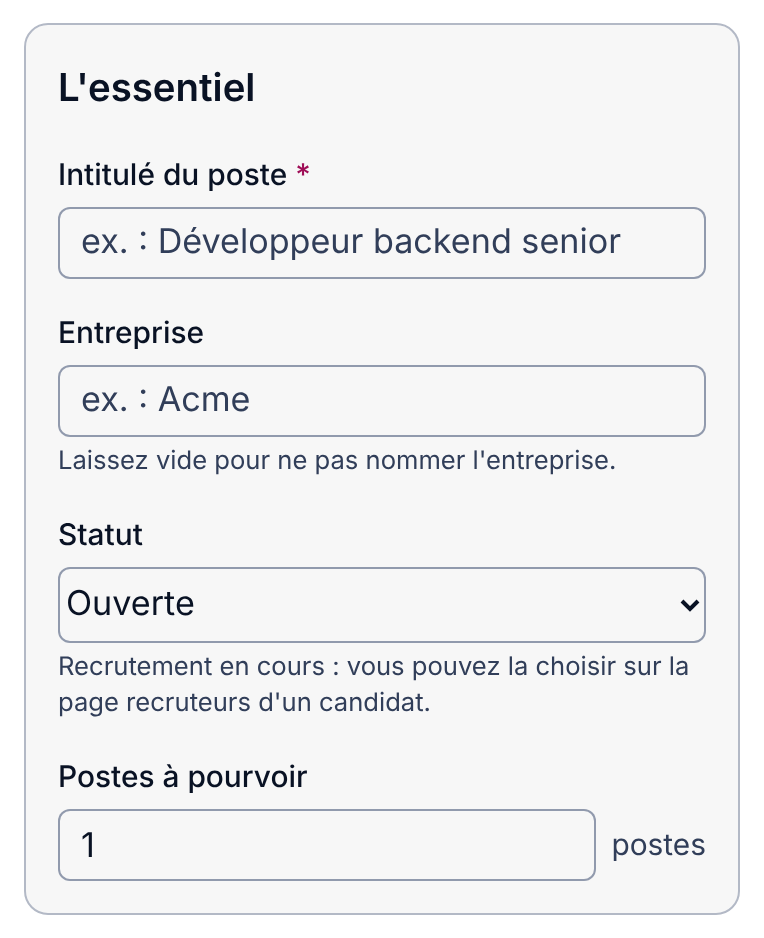 L'essentiel
Intitulé du poste *
ex. : Développeur backend senior
Entreprise
ex. : Acme
Laissez vide pour ne pas nommer l'entreprise.
Statut
Ouverte
Recrutement en cours : vous pouvez la choisir sur la
page recruteurs d'un candidat.
Postes à pourvoir
1 postes